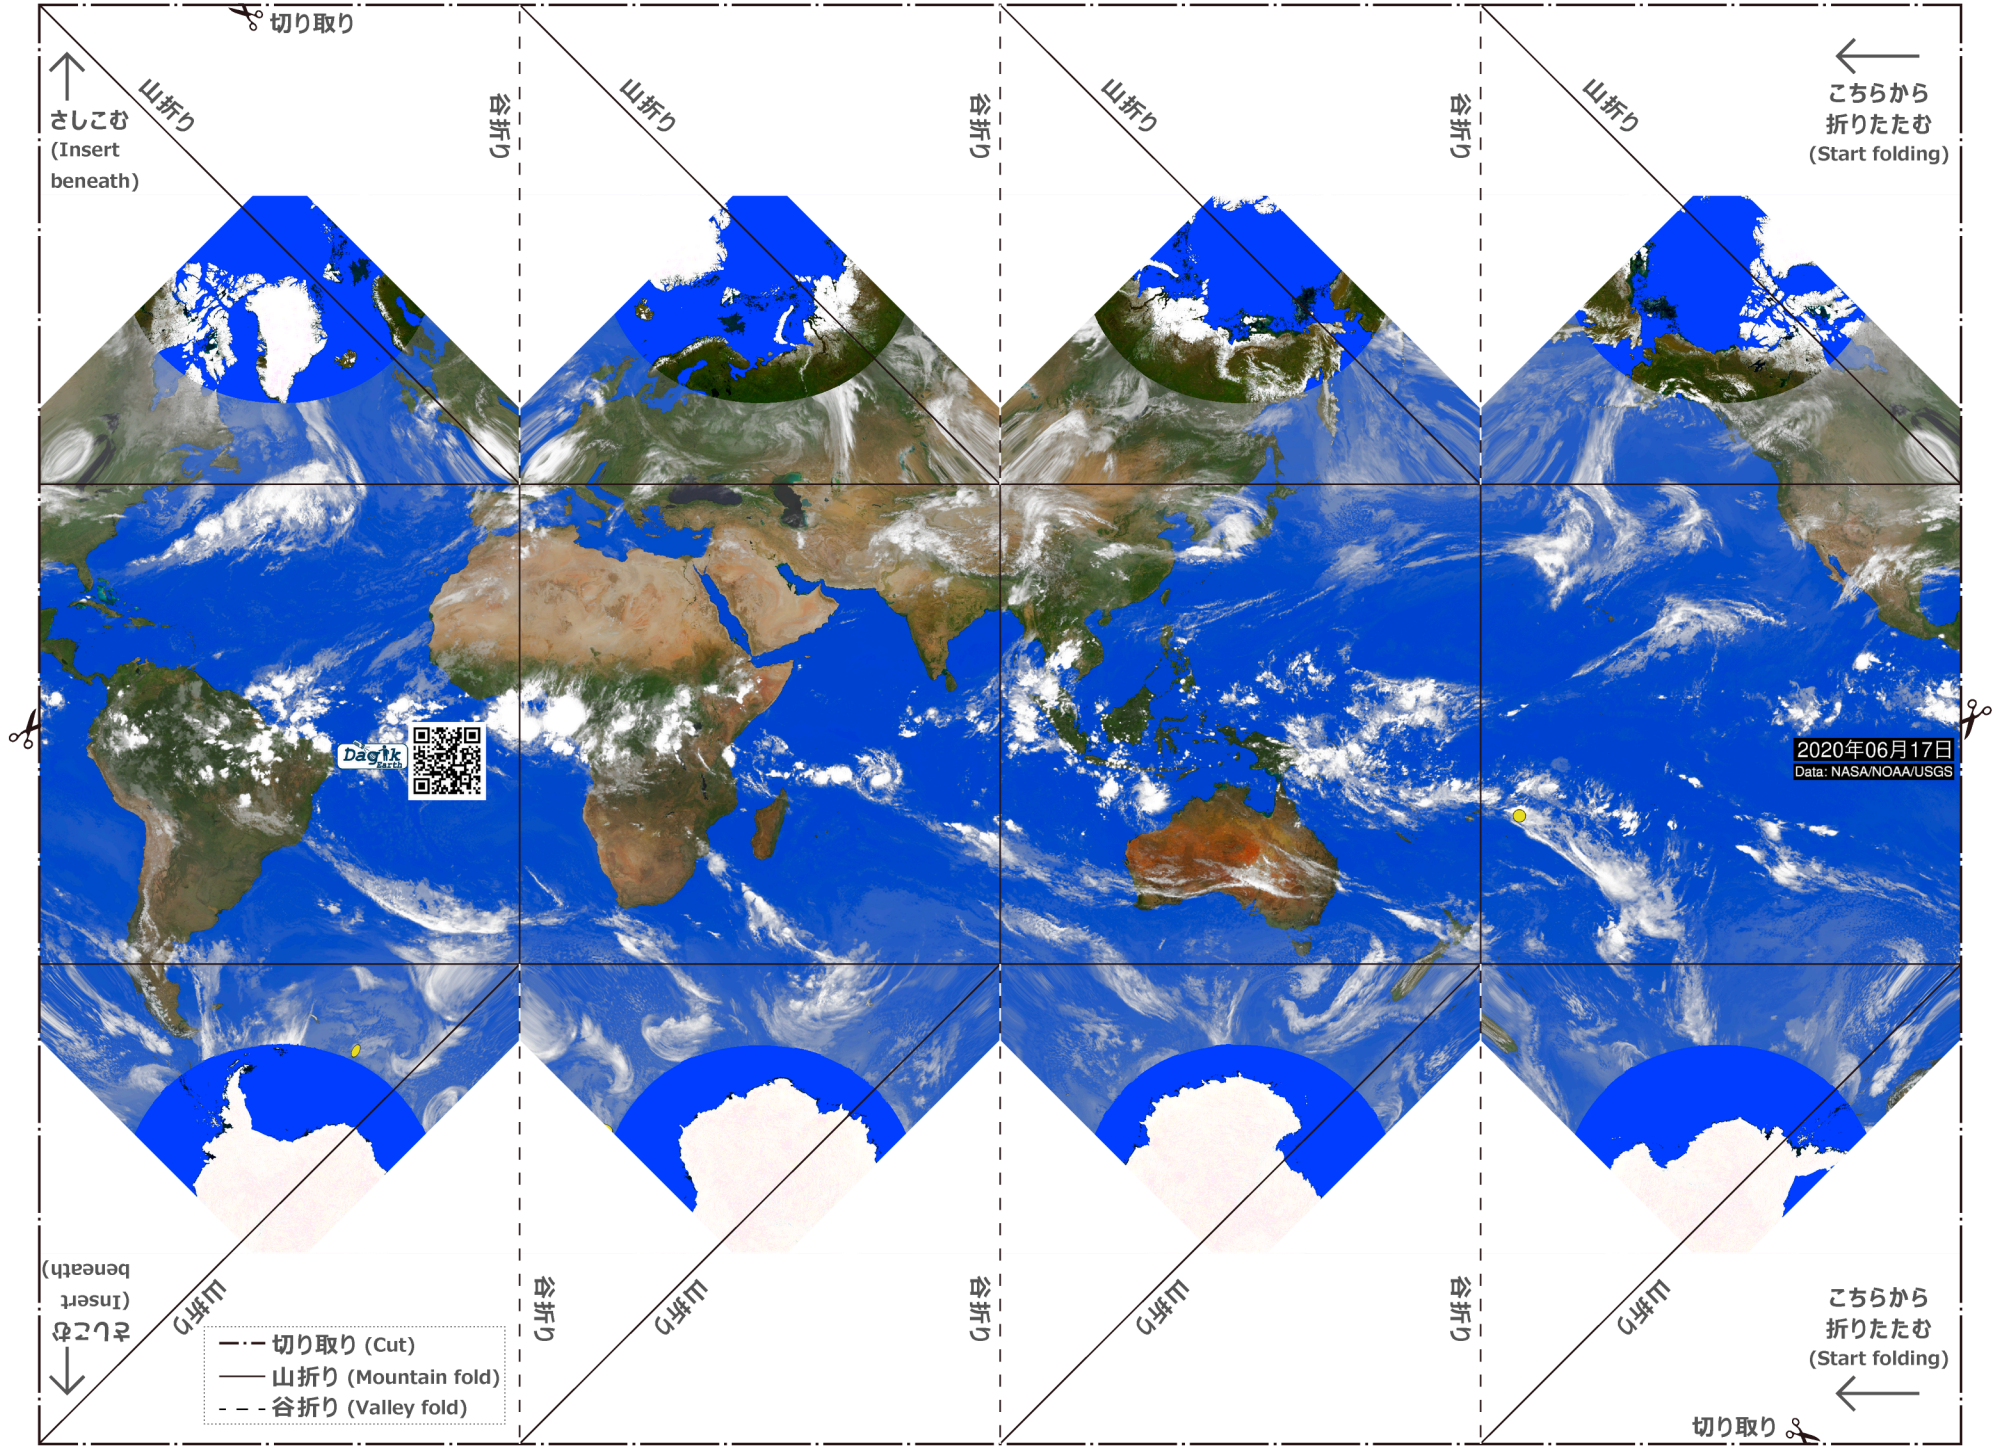 切り取り
さしこむ
(Insert
beneath)
山折り
谷折り
山折り
谷折り
山折り
谷折り
山折り
こちらから
折りたたむ
(Start folding)
Dagik
Earth
2020年06月17日
Data: NASA/NOAA/USGS
さしこむ
(Insert
beneath)
山折り
谷折り
山折り
谷折り
山折り
谷折り
山折り
こちらから
折りたたむ
(Start folding)
切り取り (Cut)
山折り (Mountain fold)
谷折り (Valley fold)
切り取り